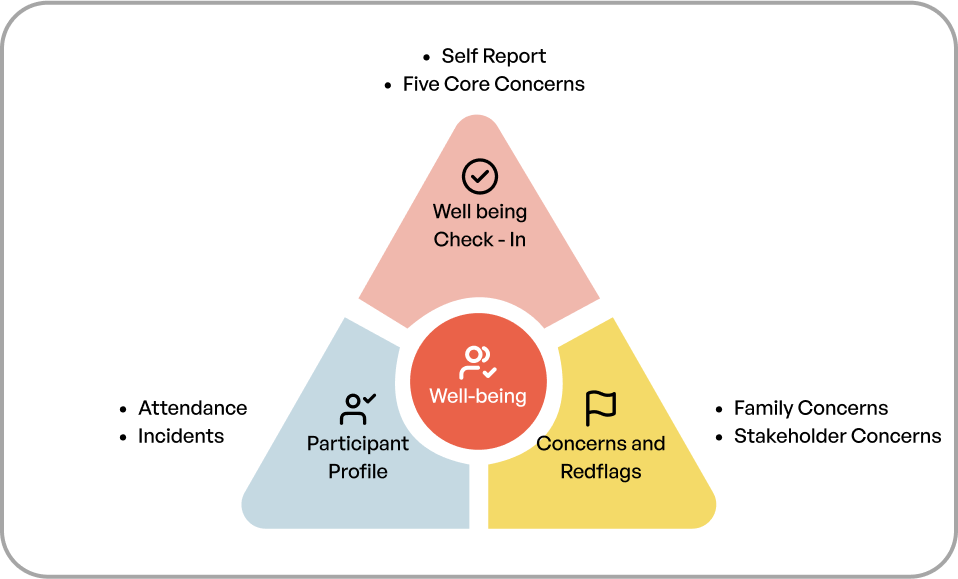 • Self Report
• Five Core Concerns
Well being
Check - In
Well-being
• Attendance
• Incidents
Participant
Profile
Concerns and
Redflags
• Family Concerns
• Stakeholder Concerns